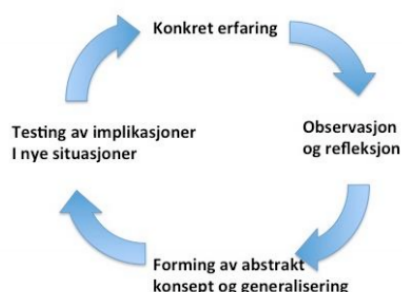 Konkret erfaring
Observasjon
og refleksjon
Forming av abstrakt
konsept og generalisering
Testing av implikasjoner
I nye situasjoner